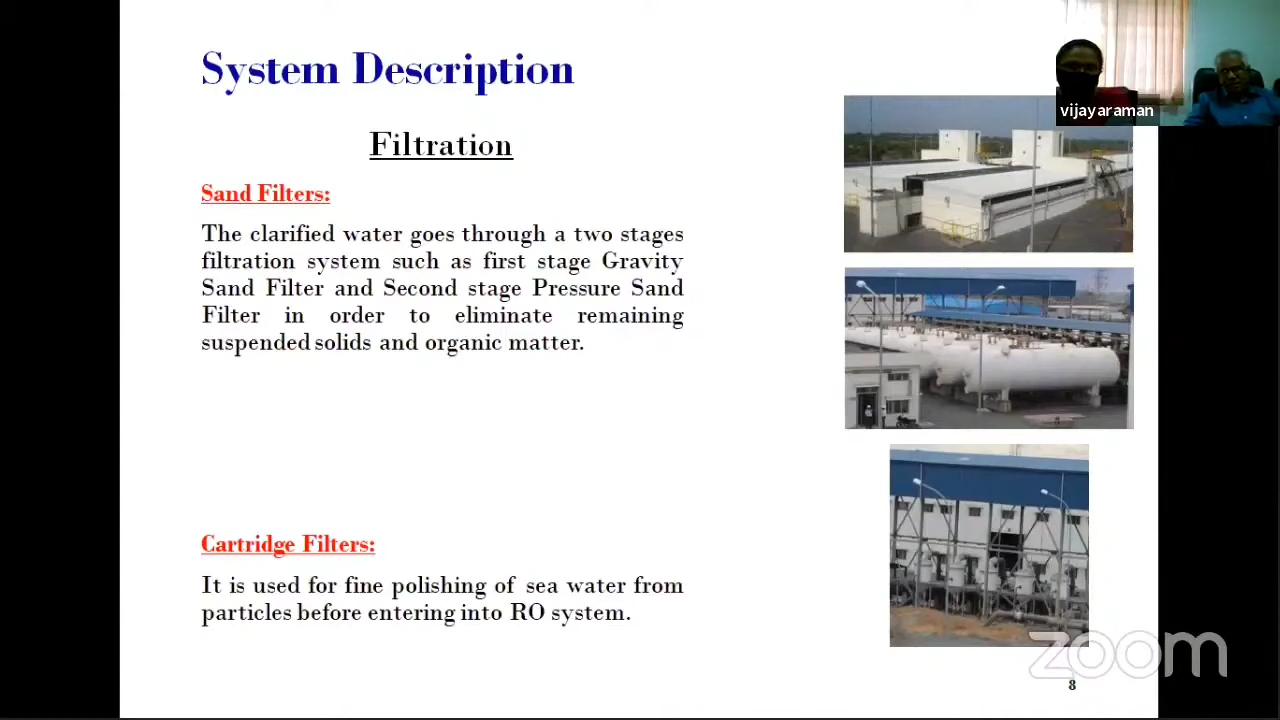 System Description
vijayaraman
Filtration
Sand Filters:
The clarified water goes through a two stages
filtration system such as first stage Gravity
Sand Filter and Second stage Pressure Sand
Filter in order to eliminate remaining
suspended solids and organic matter.
Cartridge Filters:
It is used for fine polishing of sea water from
particles before entering into RO system.
zoom
8